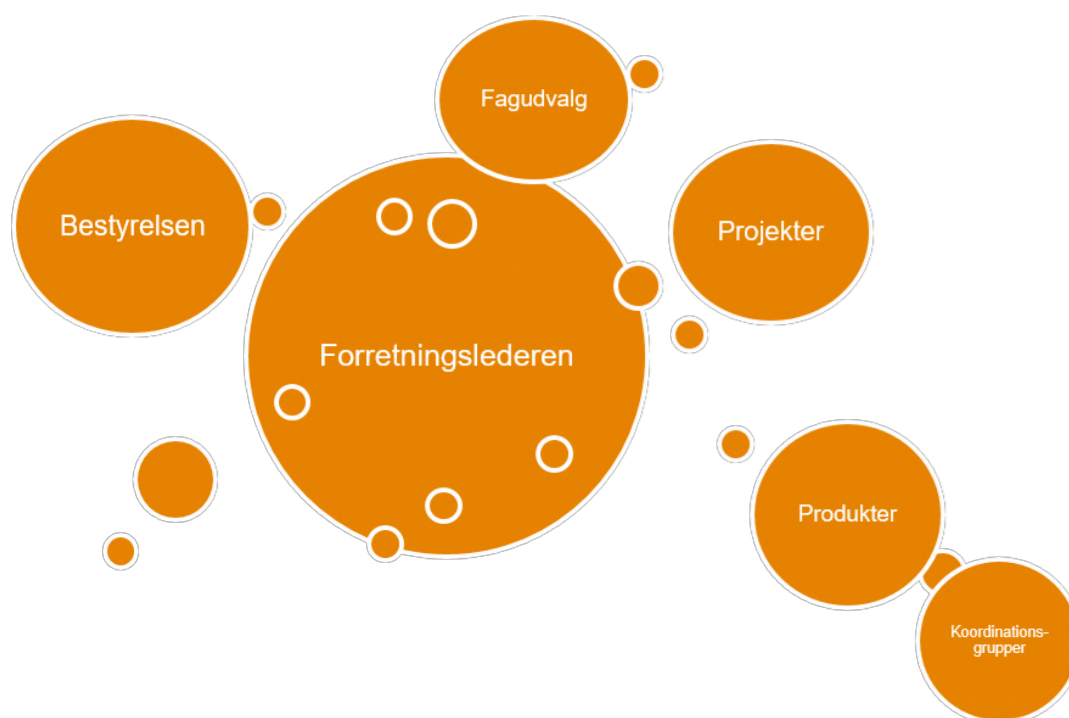 Fagudvalg
Bestyrelsen
Projekter
Forretningslederen
Produkter
Koordinations-
grupper